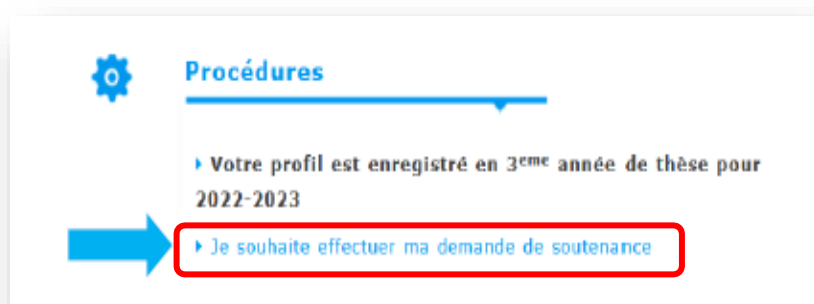 Procédures
Votre profil est enregistré en 3eme année de thèse pour
2022-2023
Je souhaite effectuer ma demande de soutenance